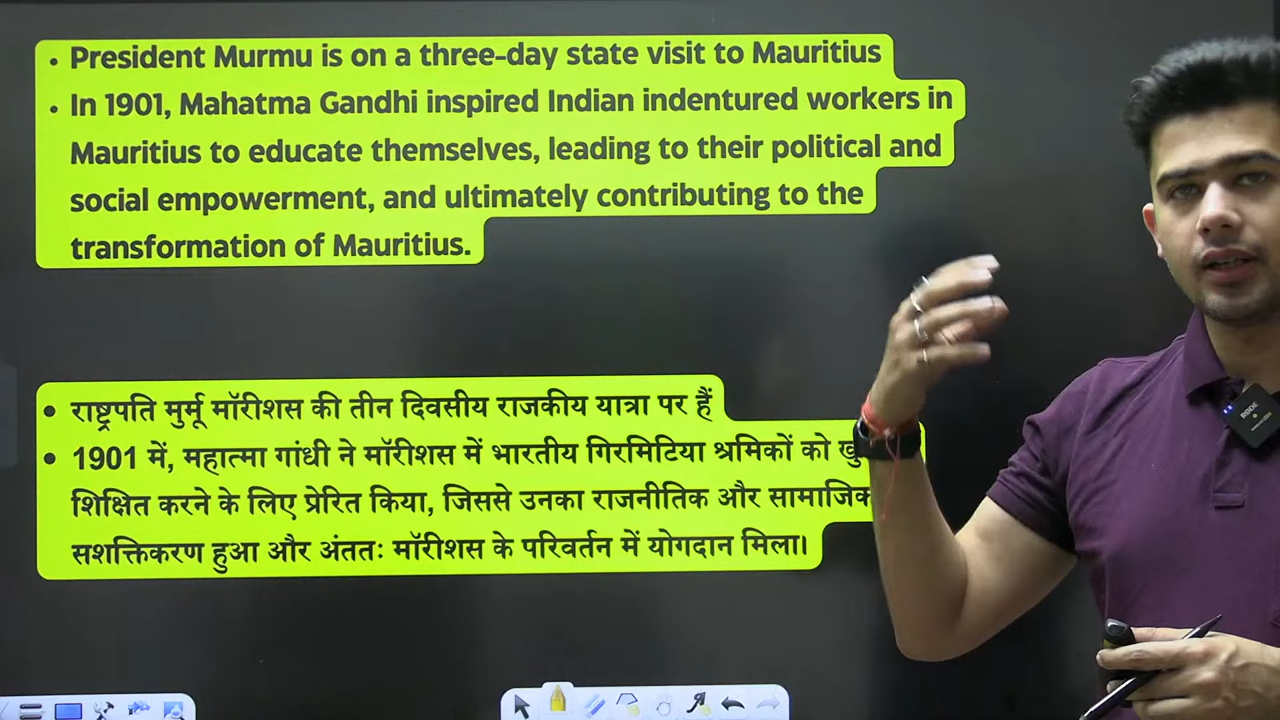 • President Murmu is on a three-day state visit to Mauritius
• In 1901, Mahatma Gandhi inspired Indian indentured workers in
Mauritius to educate themselves, leading to their political and
social empowerment, and ultimately contributing to the
transformation of Mauritius.
• राष्ट्रपति मुर्मू मॉरीशस की तीन दिवसीय राजकीय यात्रा पर हैं
• 1901 में, महात्मा गांधी ने मॉरीशस में भारतीय गिरमिटिया श्रमिकों को
शिक्षित करने के लिए प्रेरित किया, जिससे उनका राजनीतिक और सामाजिक
सशक्तिकरण हुआ और अंततः मॉरीशस के परिवर्तन में योगदान मिला।
RØDE